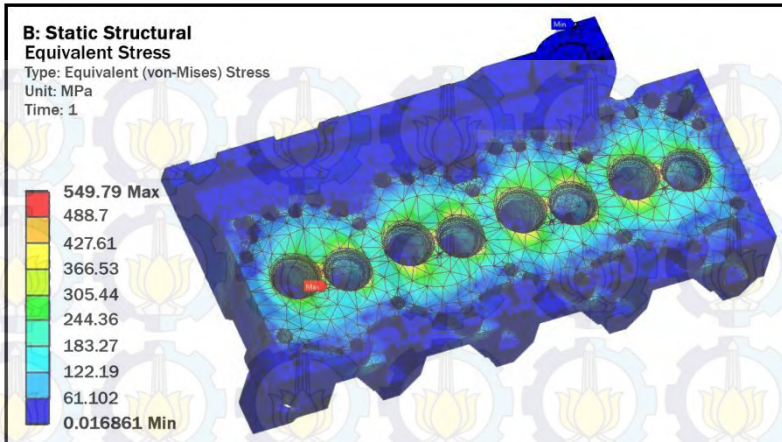 B: Static Structural
Equivalent Stress
Type: Equivalent (von-Mises) Stress
Unit: MPa
Time: 1
Min
549.79 Max
488.7
427.61
366.53
305.44
244.36
183.27
122.19
61.102
0.016861 Min
Max